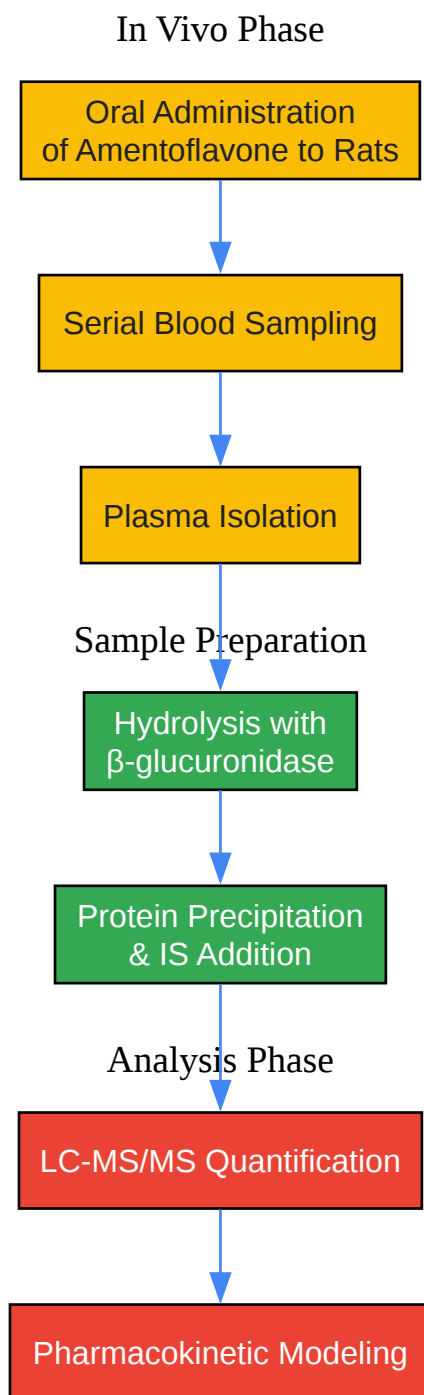 In Vivo Phase
Oral Administration
of Amentoflavone to Rats
Serial Blood Sampling
Plasma Isolation
Sample Preparation
Hydrolysis with
β-glucuronidase
Protein Precipitation
& IS Addition
Analysis Phase
LC-MS/MS Quantification
Pharmacokinetic Modeling